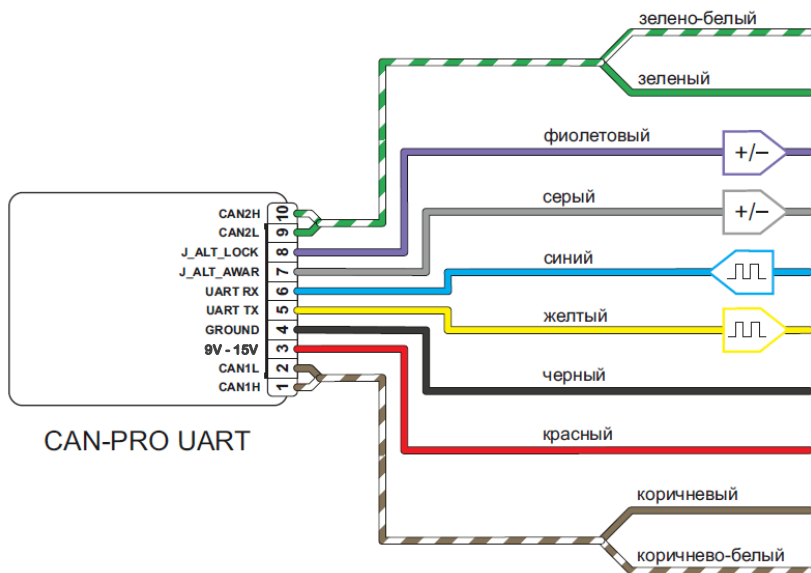 зелено-белый
зеленый
фиолетовый
+/−
серый
+/−
синий
желтый
черный
красный
коричневый
коричнево-белый
CAN2H 10
CAN2L 9
J_ALT_LOCK 8
J_ALT_AWAR 7
UART RX 6
UART TX 5
GROUND 4
9V - 15V 3
CAN1L 2
CAN1H 1
CAN-PRO UART